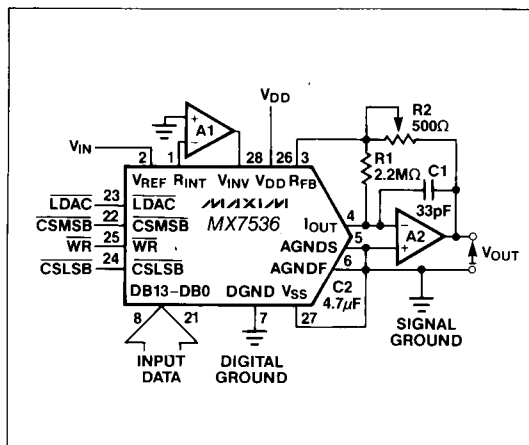 A1
+
−
VDD
R2
500Ω
VIN
2
1
28
26
3
R1
2.2MΩ
C1
33pF
VREF
RINT
VINV
VDD
RFB
LDAC
23
LDAC
MAXIM
MX7536
IOUT
4
−
A2
+
CSMSB
22
CSMSB
WR
25
WR
AGNDS
5
CSLSB
24
CSLSB
AGNDF
6
VOUT
DB13–DB0
DGND
VSS
C2
4.7μF
8
21
7
27
INPUT
DATA
DIGITAL
GROUND
SIGNAL
GROUND